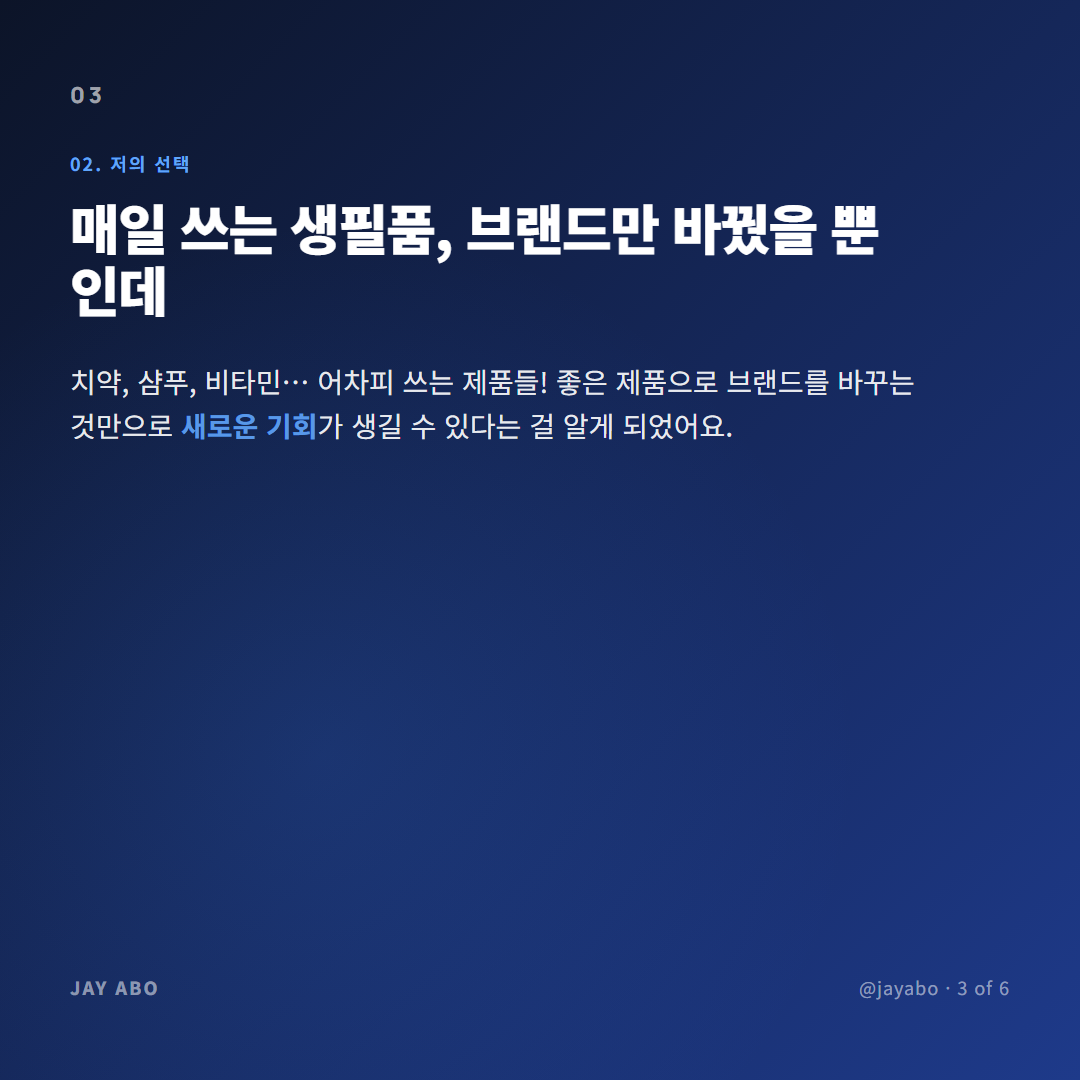 03
02. 저의 선택
매일 쓰는 생필품, 브랜드만 바꿨을 뿐
인데
치약, 샴푸, 비타민… 어차피 쓰는 제품들! 좋은 제품으로 브랜드를 바꾸는
것만으로 새로운 기회가 생길 수 있다는 걸 알게 되었어요.
JAY ABO
@jayabo · 3 of 6